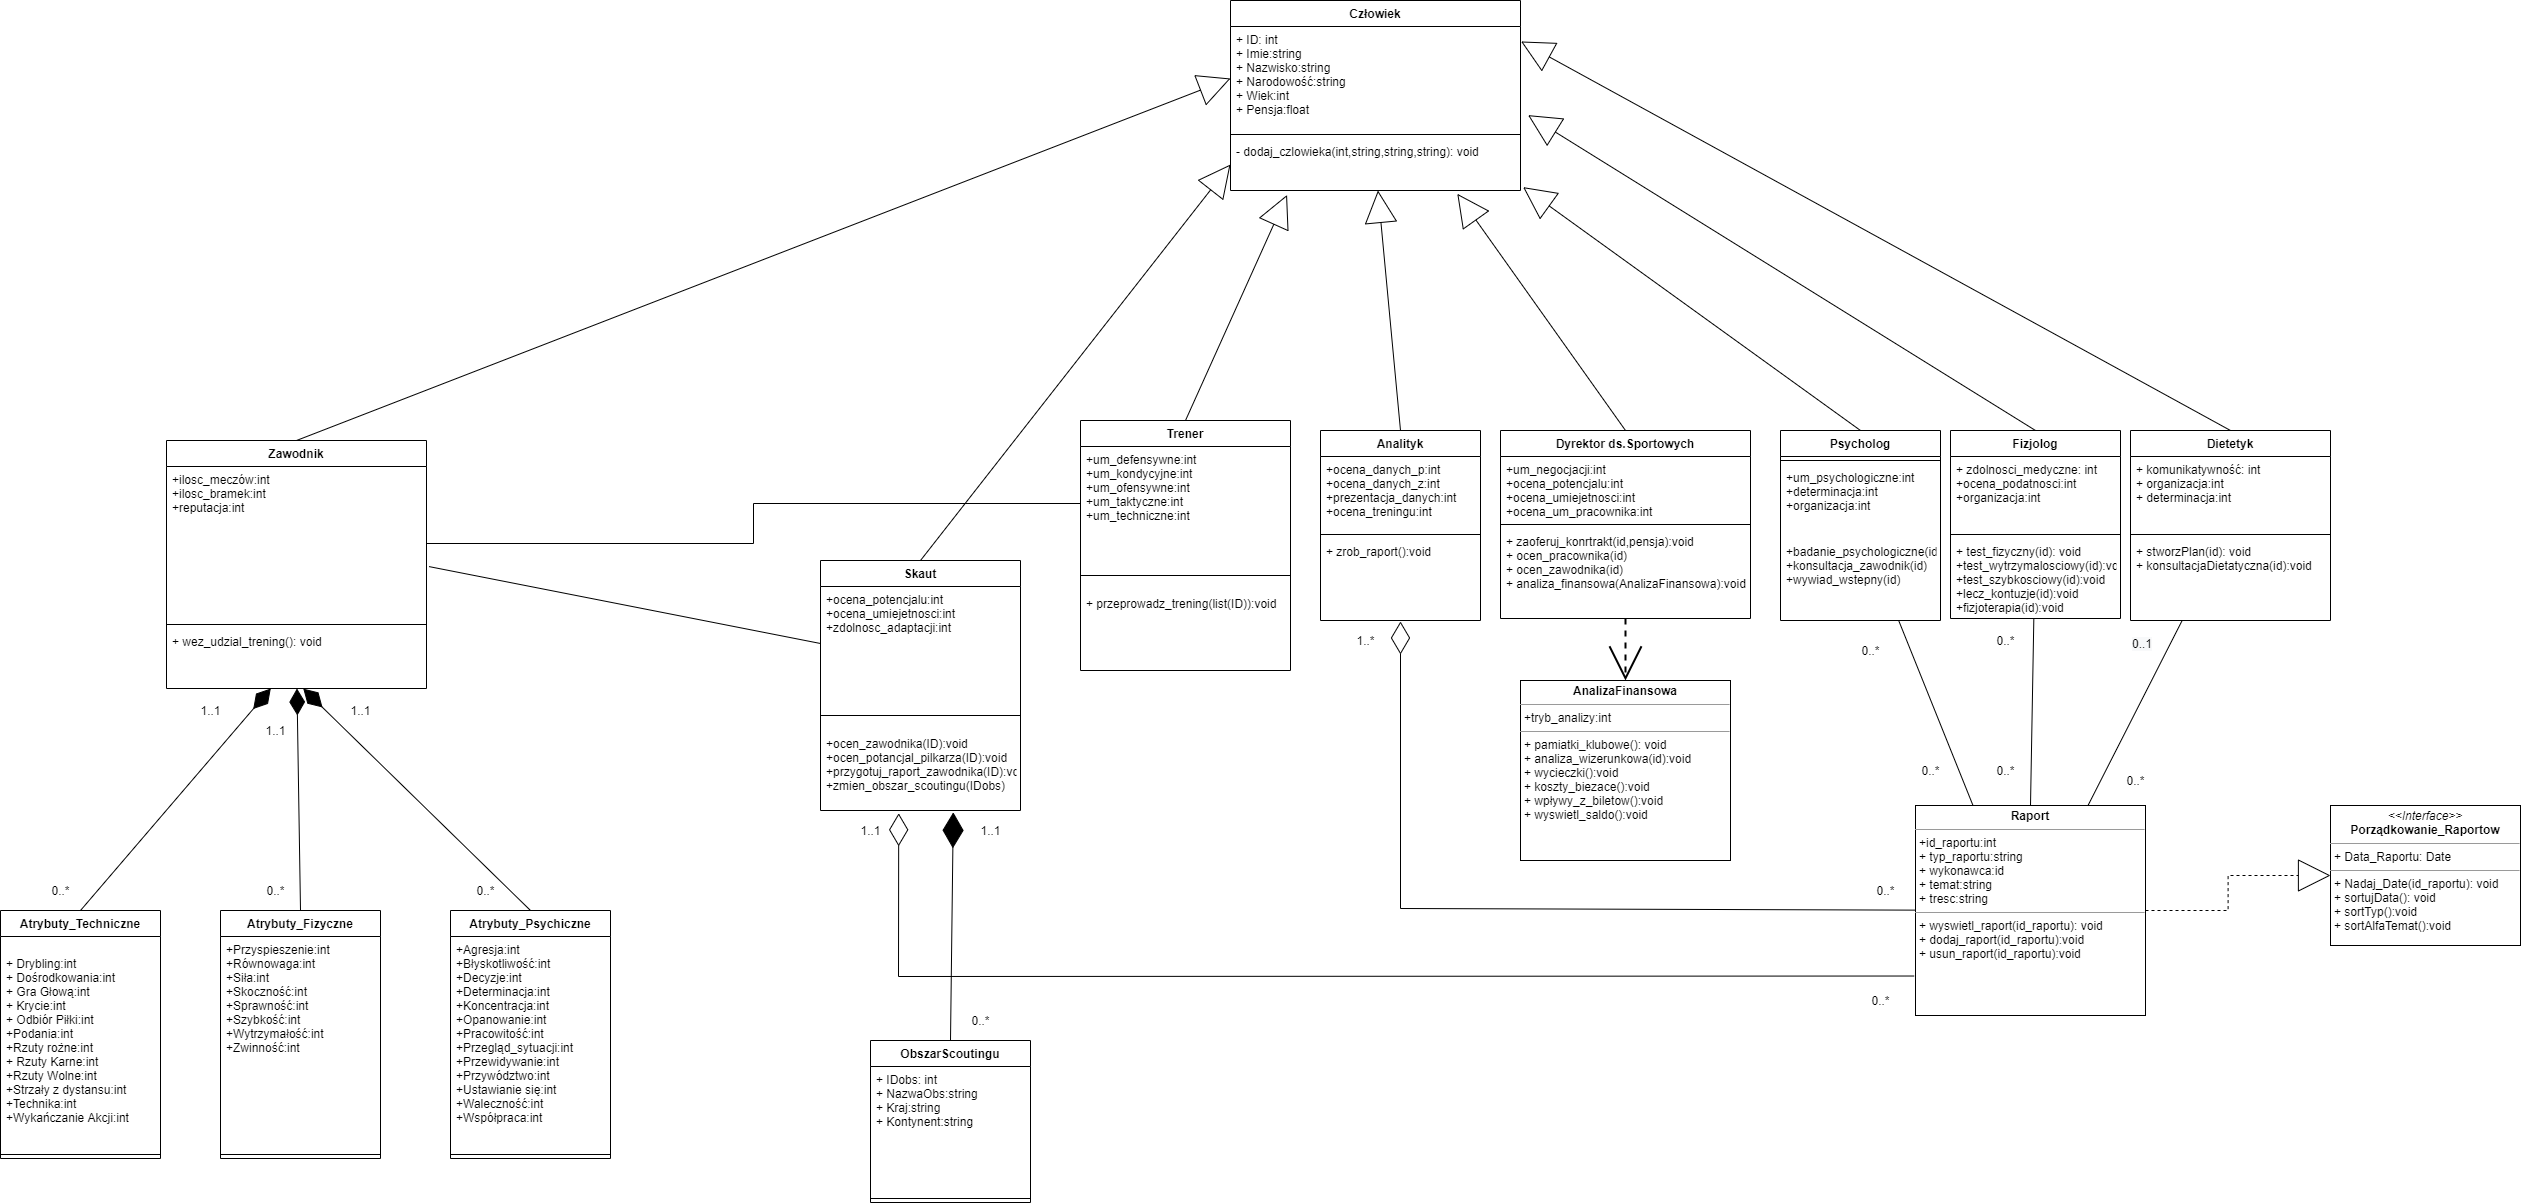 Człowiek
+ ID: int
+ Imie:string
+ Nazwisko:string
+ Narodowość:string
+ Wiek:int
+ Pensja:float
- dodaj_czlowieka(int,string,string,string): void
Zawodnik
+ilosc_meczów:int
+ilosc_bramek:int
+reputacja:int
+ wez_udzial_trening(): void
1..1
1..1
1..1
Skaut
+ocena_potencjalu:int
+ocena_umiejetnosci:int
+zdolnosc_adaptacji:int
+ocen_zawodnika(ID):void
+ocen_potancjal_pilkarza(ID):void
+przygotuj_raport_zawodnika(ID):vc
+zmien_obszar_scoutingu(IDobs)
1..1
1..1
Trener
+um_defensywne:int
+um_kondycyjne:int
+um_ofensywne:int
+um_taktyczne:int
+um_techniczne:int
+ przeprowadz_trening(list(ID)):void
Analityk
+ocena_danych_p:int
+ocena_danych_z:int
+prezentacja_danych:int
+ocena_treningu:int
+ zrob_raport():void
1..*
Dyrektor ds.Sportowych
+um_negocjacji:int
+ocena_potencjalu:int
+ocena_umiejetnosci:int
+ocena_um_pracownika:int
+ zaoferuj_konrtrakt(id,pensja):void
+ ocen_pracownika(id)
+ ocen_zawodnika(id)
+ analiza_finansowa(AnalizaFinansowa):void
Psycholog
+um_psychologiczne:int
+determinacja:int
+organizacja:int
+badanie_psychologiczne(id
+konsultacja_zawodnik(id)
+wywiad_wstepny(id)
0..*
Fizjolog
+ zdolnosci_medyczne: int
+ocena_podatnosci:int
+organizacja:int
+ test_fizyczny(id): void
+test_wytrzymalosciowy(id):vc
+test_szybkosciowy(id):void
+lecz_kontuzje(id):void
+fizjoterapia(id):void
0..*
Dietetyk
+ komunikatywność: int
+ organizacja:int
+ determinacja:int
+ stworzPlan(id): void
+ konsultacjaDietatyczna(id):void
0..1
AnalizaFinansowa
+tryb_analizy:int
+ pamiatki_klubowe(): void
+ analiza_wizerunkowa(id):void
+ wycieczki():void
+ koszty_biezace():void
+ wpływy_z_biletow():void
+ wyswietl_saldo():void
0..*
0..*
0..*
0..*
0..*
Raport
+id_raportu:int
+ typ_raportu:string
+ wykonawca:id
+ temat:string
+ tresc:string
+ wyswietl_raport(id_raportu): void
+ dodaj_raport(id_raportu):void
+ usun_raport(id_raportu):void
<<Interface>>
Porządkowanie_Raportow
+ Data_Raportu: Date
+ Nadaj_Date(id_raportu): void
+ sortujData(): void
+ sortTyp():void
+ sortAlfaTemat():void
0..*
Atrybuty_Techniczne
+ Drybling:int
+ Dośrodkowania:int
+ Gra Głową:int
+ Krycie:int
+ Odbiór Piłki:int
+Podania:int
+Rzuty rożne:int
+ Rzuty Karne:int
+Rzuty Wolne:int
+Strzały z dystansu:int
+Technika:int
+Wykańczanie Akcji:int
0..*
Atrybuty_Fizyczne
+Przyspieszenie:int
+Równowaga:int
+Siła:int
+Skoczność:int
+Sprawność:int
+Szybkość:int
+Wytrzymałość:int
+Zwinność:int
0..*
Atrybuty_Psychiczne
+Agresja:int
+Błyskotliwość:int
+Decyzje:int
+Determinacja:int
+Koncentracja:int
+Opanowanie:int
+Pracowitość:int
+Przegląd_sytuacji:int
+Przewidywanie:int
+Przywództwo:int
+Ustawianie się:int
+Waleczność:int
+Współpraca:int
0..*
ObszarScoutingu
+ IDobs: int
+ NazwaObs:string
+ Kraj:string
+ Kontynent:string